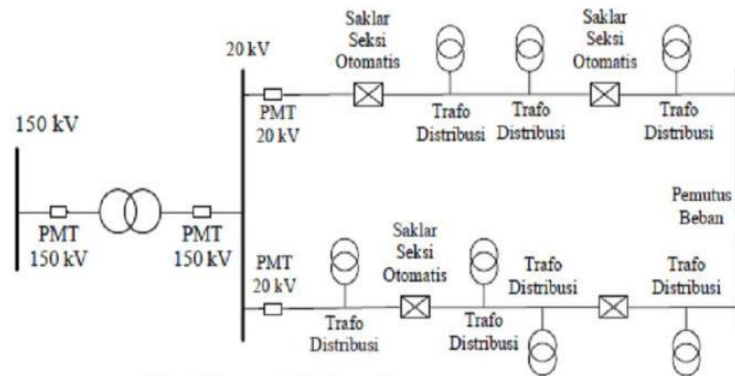 150 kV
PMT
150 kV
PMT
150 kV
20 kV
PMT
20 kV
Saklar
Seksi
Otomatis
Trafo
Distribusi
Trafo
Distribusi
Saklar
Seksi
Otomatis
Trafo
Distribusi
Pemutus
Beban
PMT
20 kV
Trafo
Distribusi
Saklar
Seksi
Otomatis
Trafo
Distribusi
Trafo
Distribusi
Trafo
Distribusi